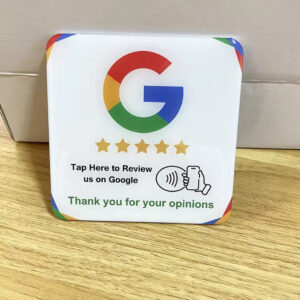 Tap Here to Review
us on Google
Thank you for your opinions